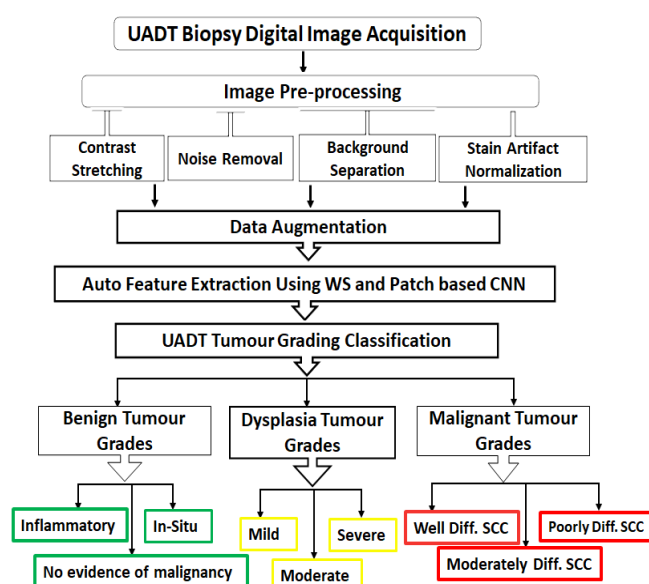 UADT Biopsy Digital Image Acquisition
Image Pre-processing
Contrast
Stretching
Noise Removal
Background
Separation
Stain Artifact
Normalization
Data Augmentation
Auto Feature Extraction Using WS and Patch based CNN
UADT Tumour Grading Classification
Benign Tumour
Grades
Dysplasia Tumour
Grades
Malignant Tumour
Grades
Inflammatory
In-Situ
No evidence of malignancy
Mild
Severe
Moderate
Well Diff. SCC
Poorly Diff. SCC
Moderately Diff. SCC